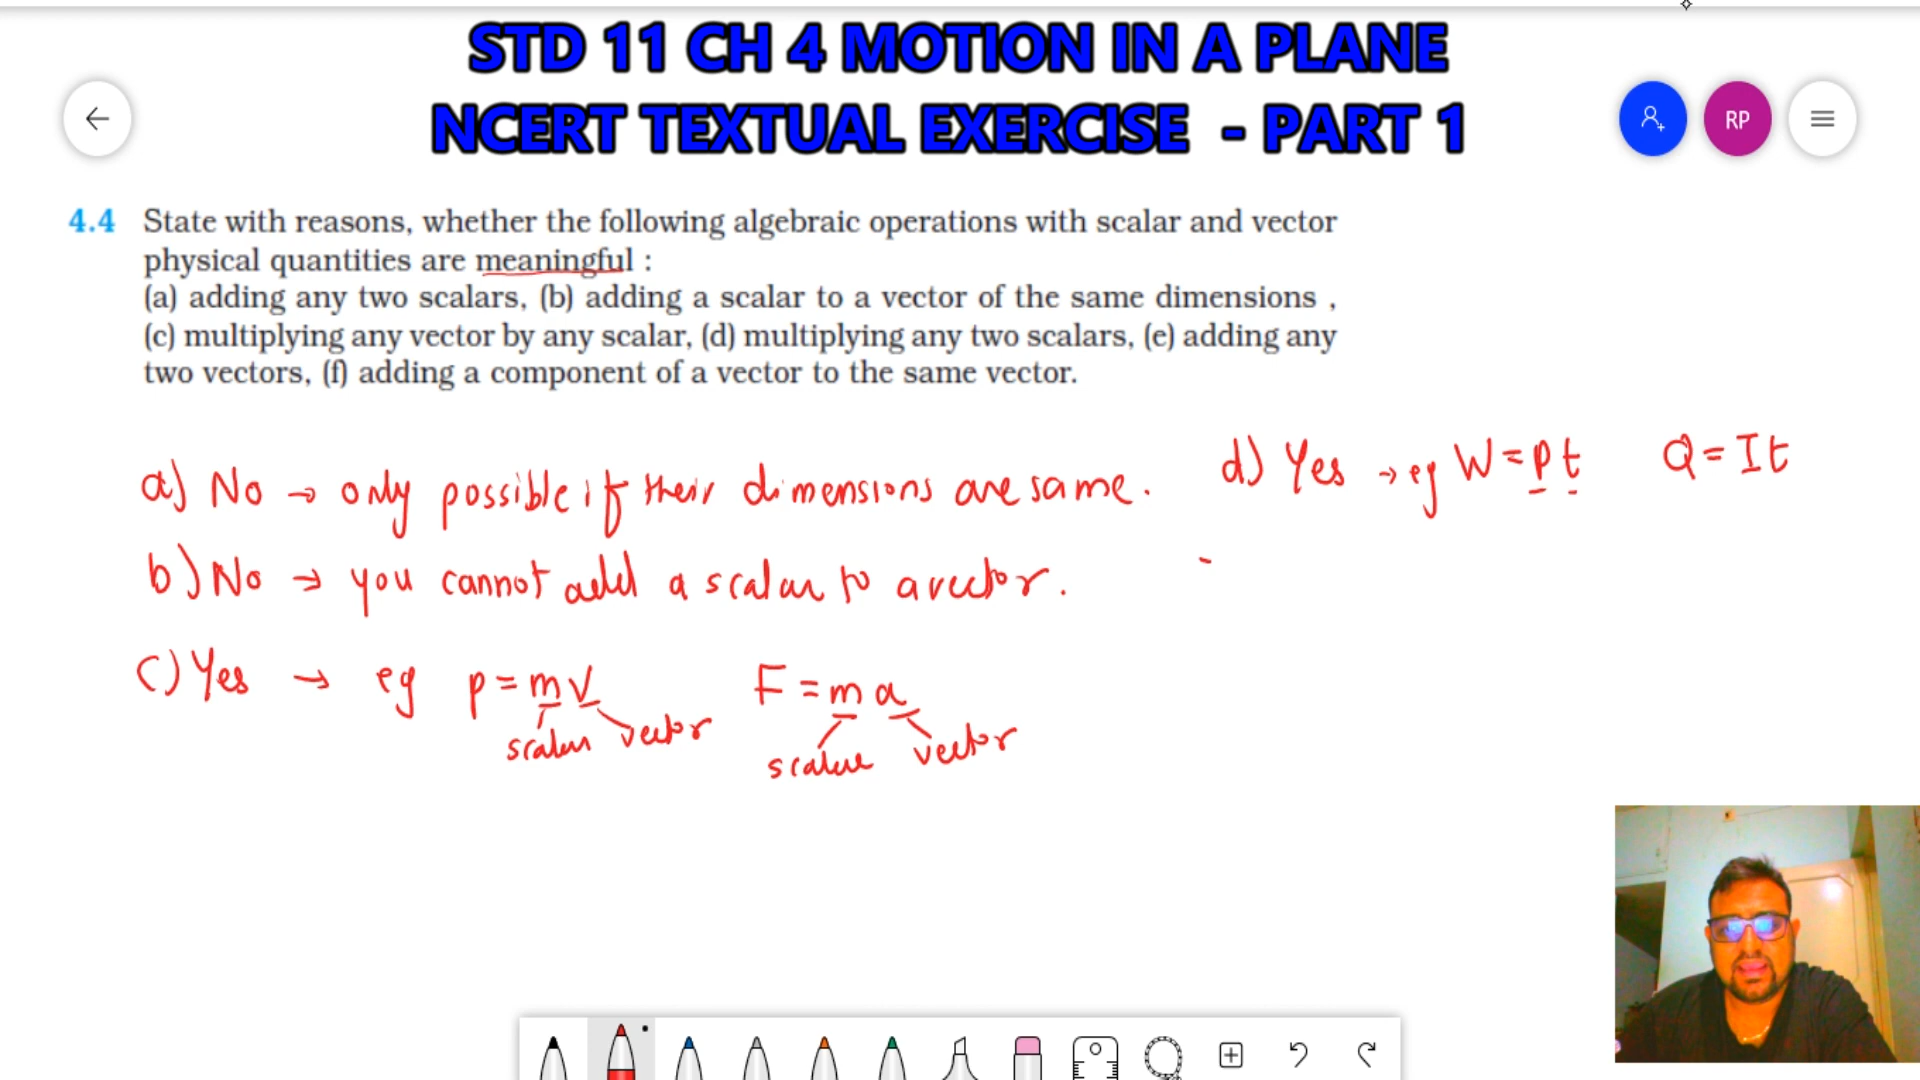 STD 11 CH 4 MOTION IN A PLANE
NCERT TEXTUAL EXERCISE - PART 1
RP
4.4 State with reasons, whether the following algebraic operations with scalar and vector
physical quantities are meaningful :
(a) adding any two scalars, (b) adding a scalar to a vector of the same dimensions ,
(c) multiplying any vector by any scalar, (d) multiplying any two scalars, (e) adding any
two vectors, (f) adding a component of a vector to the same vector.
a) No → only possible if their dimensions are same.
b) No → you cannot add a scalar to a vector.
c) Yes → eg p = mv F = ma
scalar vector scalar vector
d) Yes → eg W = pt Q = It